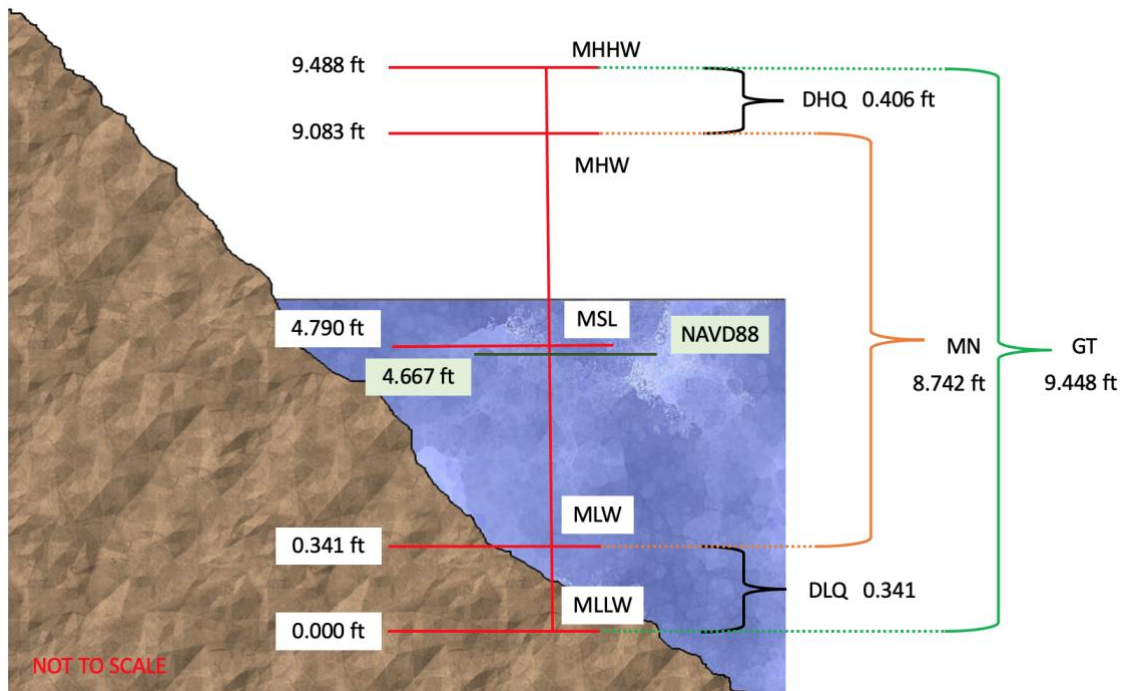 MHHW
9.488 ft
DHQ 0.406 ft
9.083 ft
MHW
4.790 ft
MSL
NAVD88
4.667 ft
MN
8.742 ft
GT
9.448 ft
MLW
0.341 ft
DLQ 0.341
MLLW
0.000 ft
NOT TO SCALE